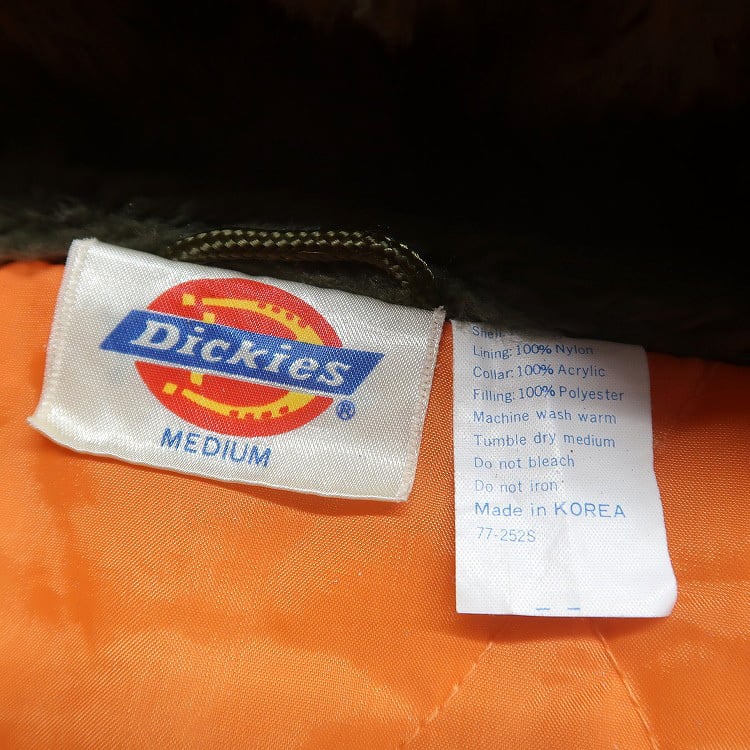 Dickies
®
MEDIUM
Shell:
Lining: 100% Nylon
Collar: 100% Acrylic
Filling: 100% Polyester
Machine wash warm
Tumble dry medium
Do not bleach
Do not iron
Made in KOREA
77-252S